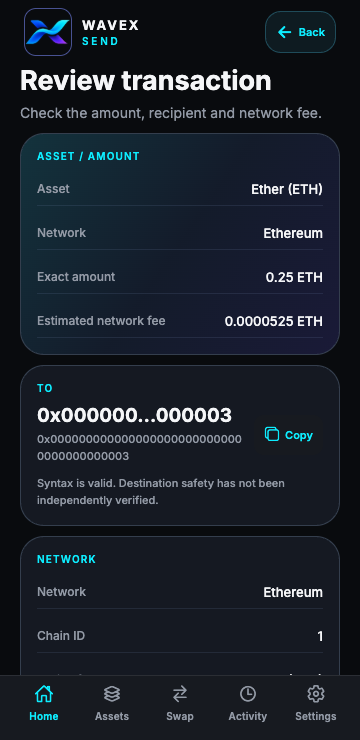 WAVEX
SEND
Back
Review transaction
Check the amount, recipient and network fee.
ASSET / AMOUNT
Asset Ether (ETH)
Network Ethereum
Exact amount 0.25 ETH
Estimated network fee 0.0000525 ETH
TO
0x000000...000003
0x000000000000000000000000000
0000000000003
Copy
Syntax is valid. Destination safety has not been
independently verified.
NETWORK
Network Ethereum
Chain ID 1
Home Assets Swap Activity Settings